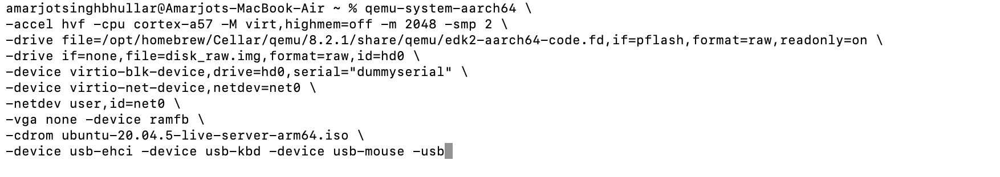 amarjotsinghbhullar@Amarjots-MacBook-Air ~ % qemu-system-aarch64 \
-accel hvf -cpu cortex-a57 -M virt,highmem=off -m 2048 -smp 2 \
-drive file=/opt/homebrew/Cellar/qemu/8.2.1/share/qemu/edk2-aarch64-code.fd,if=pflash,format=raw,readonly=on \
-drive if=none,file=disk_raw.img,format=raw,id=hd0 \
-device virtio-blk-device,drive=hd0,serial="dummyserial" \
-device virtio-net-device,netdev=net0 \
-netdev user,id=net0 \
-vga none -device ramfb \
-cdrom ubuntu-20.04.5-live-server-arm64.iso \
-device usb-ehci -device usb-kbd -device usb-mouse -usb